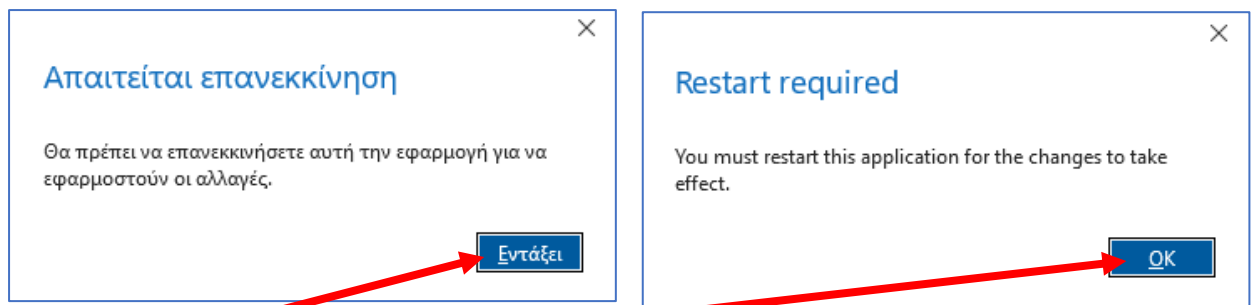 Απαιτείται επανεκκίνηση
Θα πρέπει να επανεκκινήσετε αυτή την εφαρμογή για να
εφαρμοστούν οι αλλαγές.
Εντάξει
Restart required
You must restart this application for the changes to take
effect.
OK